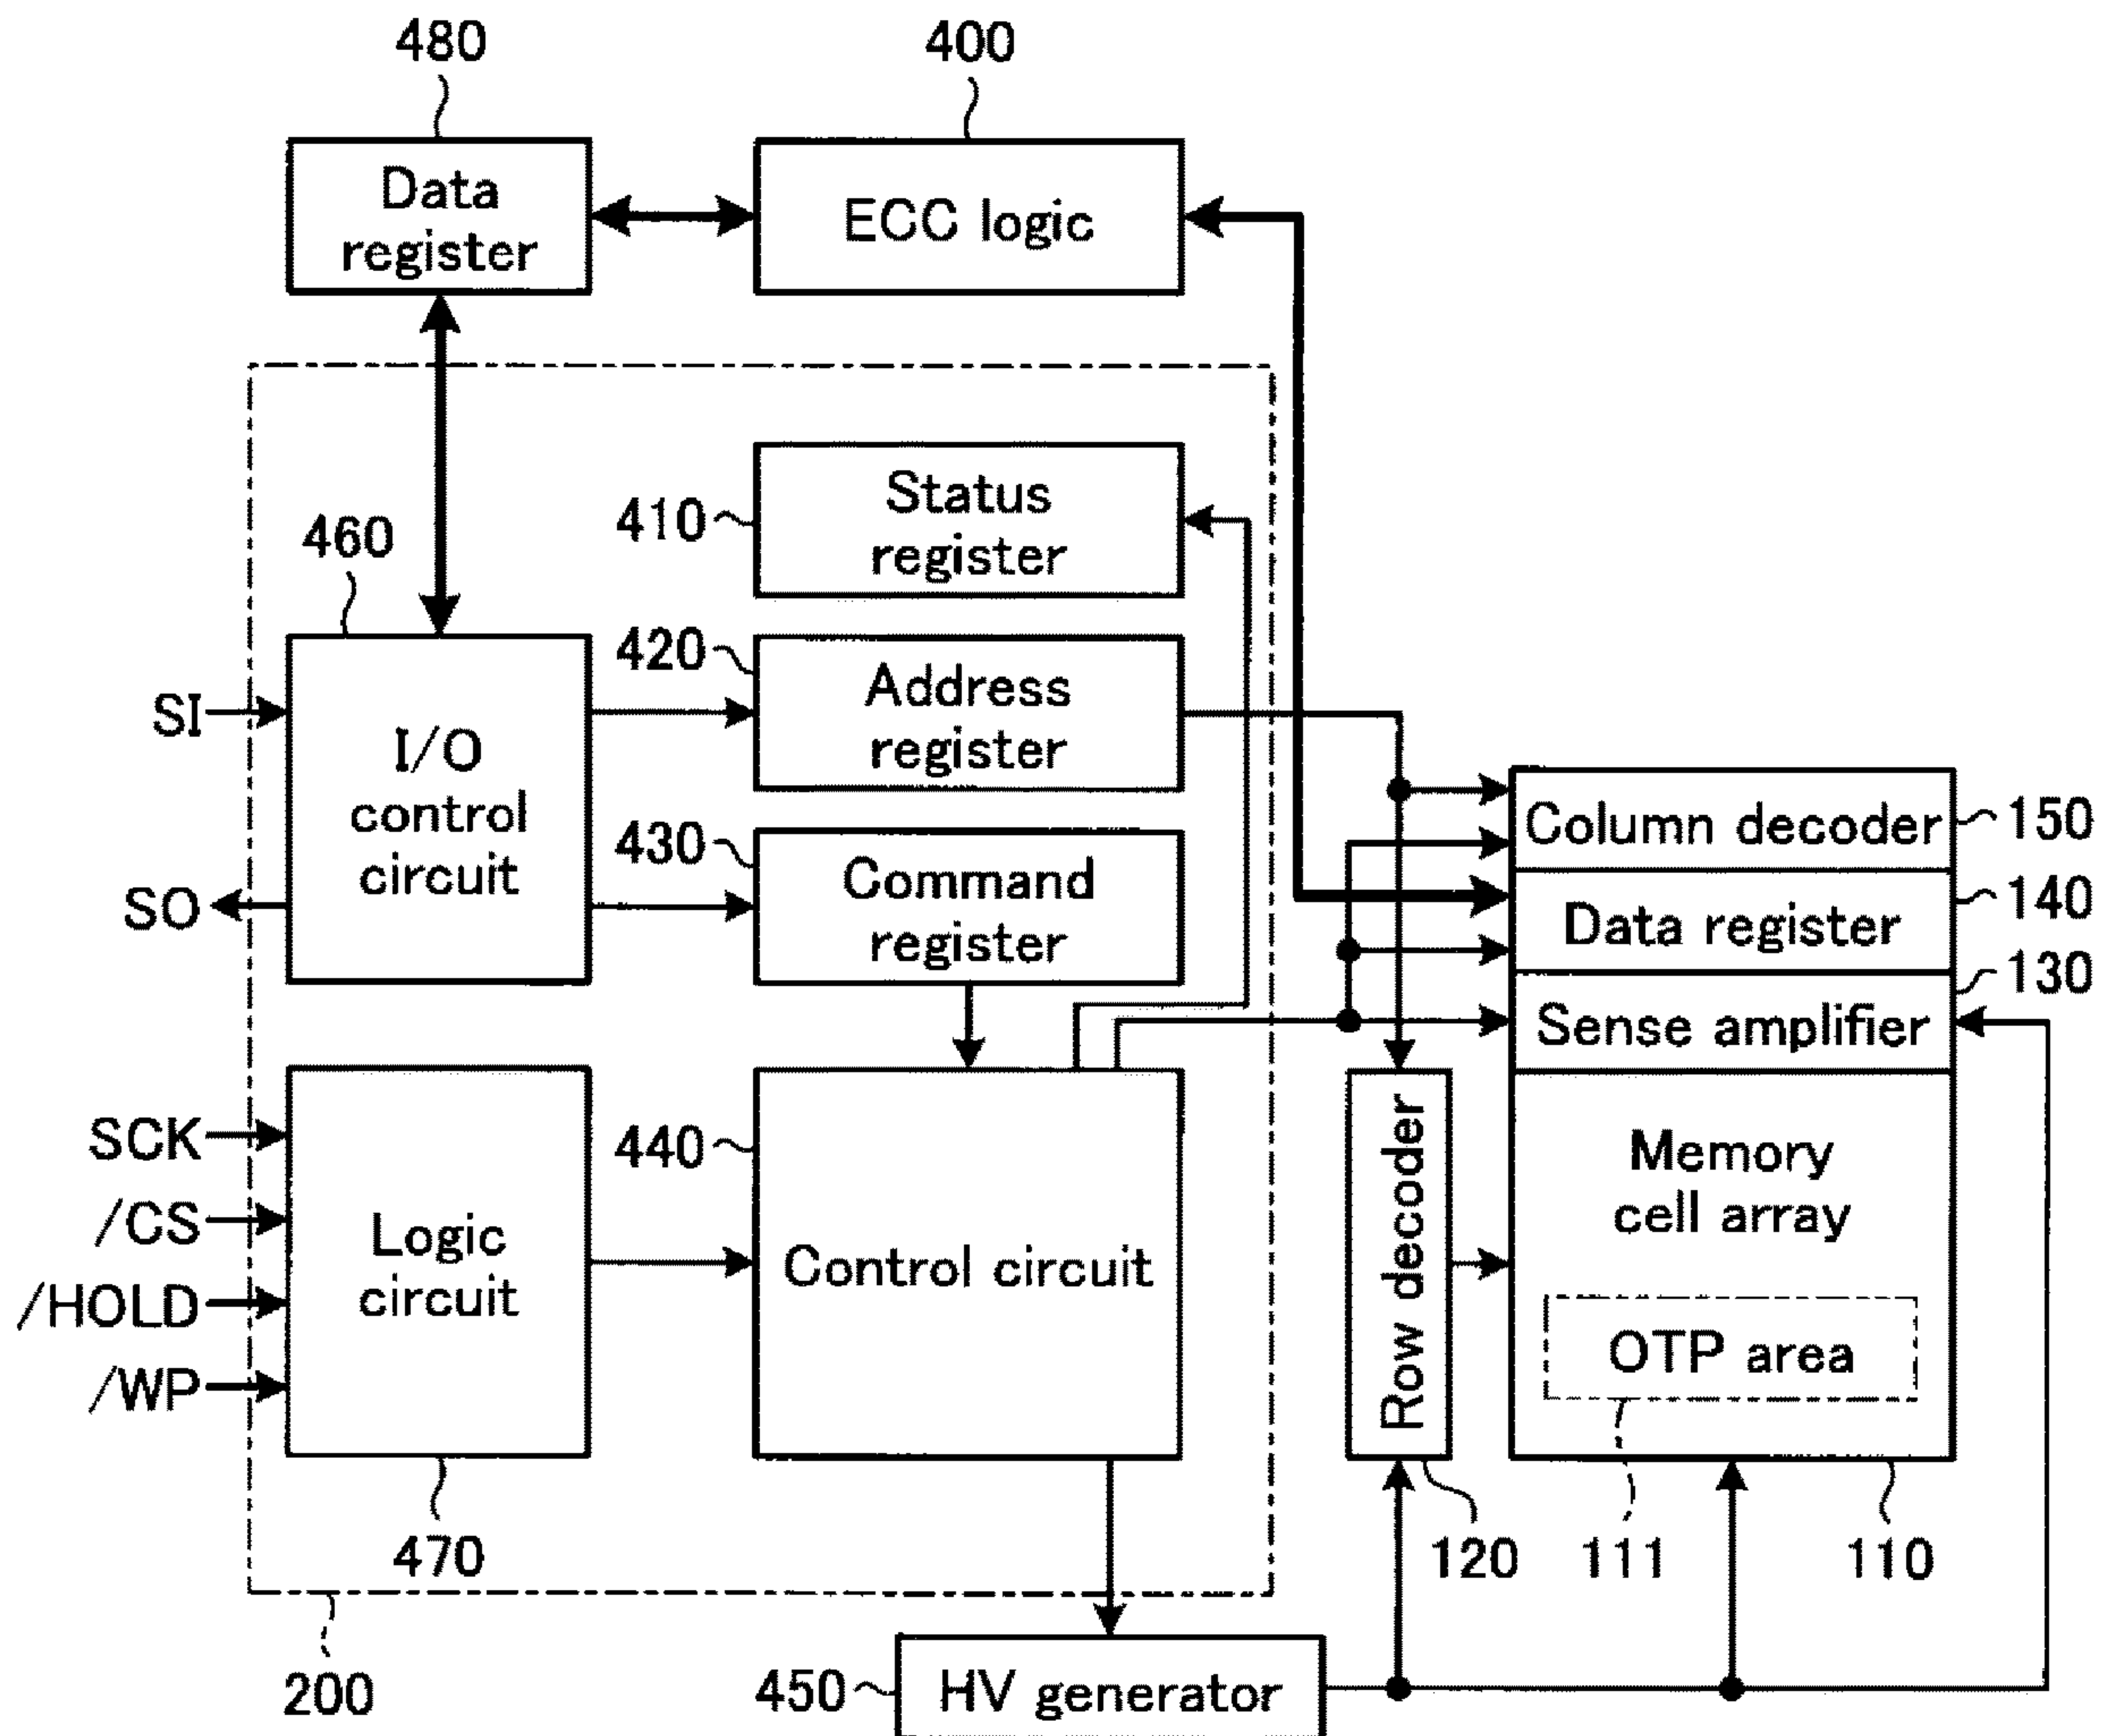 480
400
Data
register
ECC logic
410
Status
register
460
420
Address
register
SI
I/O
control
circuit
SO
430
Command
register
Column decoder
150
Data register
140
Sense amplifier
130
SCK
/CS
/HOLD
/WP
Logic
circuit
440
Control circuit
Row decoder
Memory
cell array
OTP area
470
120
111
110
200
450
HV generator